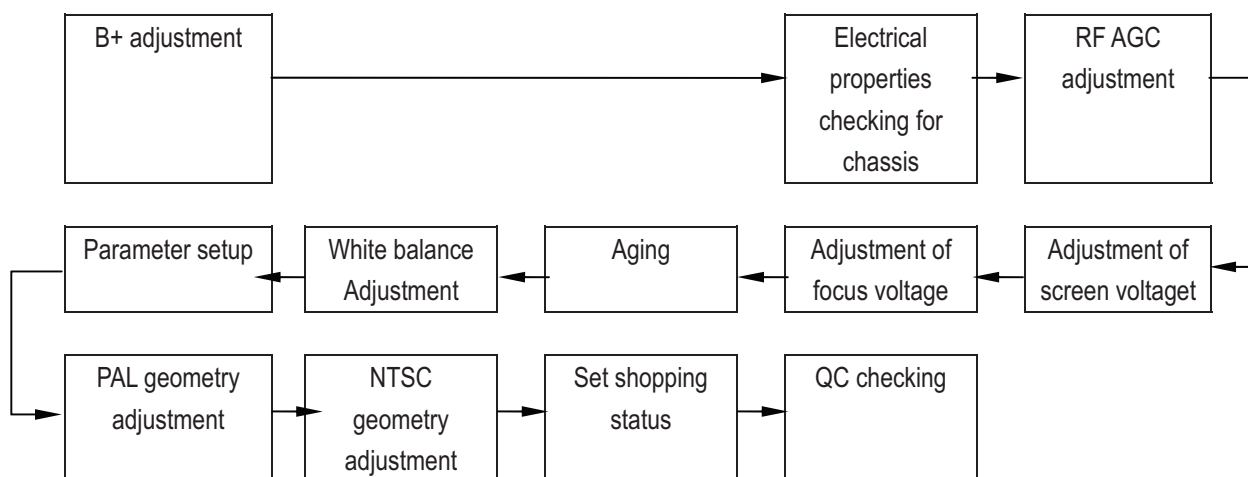 B+ adjustment
Electrical
properties
checking for
chassis
RF AGC
adjustment
Parameter setup
White balance
Adjustment
Aging
Adjustment of
focus voltage
Adjustment of
screen voltaget
PAL geometry
adjustment
NTSC
geometry
adjustment
Set shopping
status
QC checking